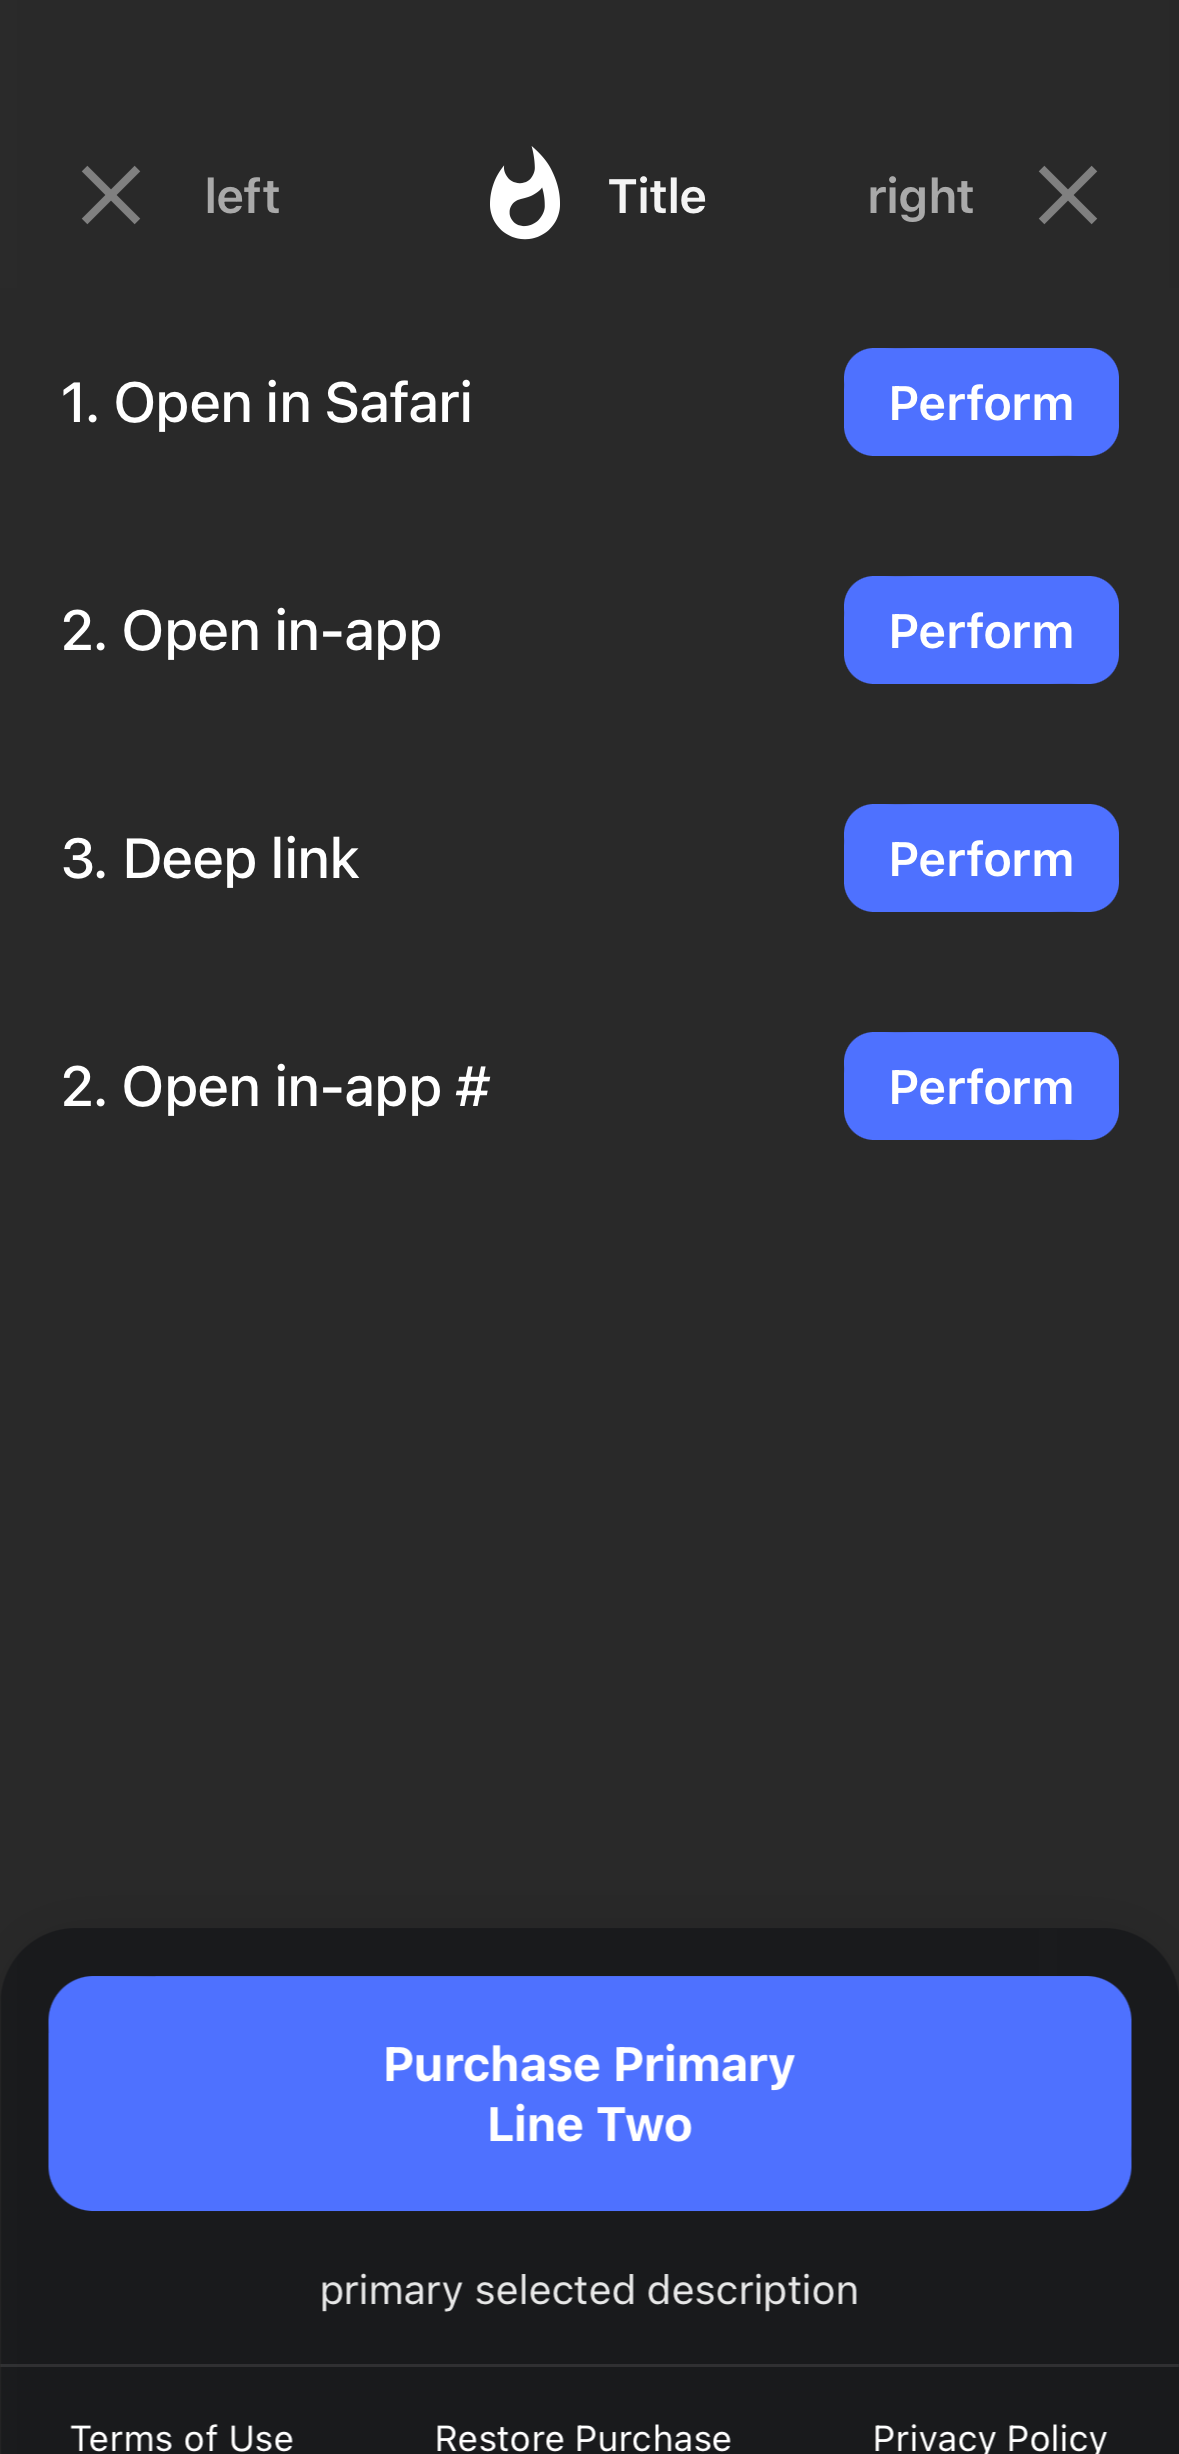 left
Title
right
1. Open in Safari
Perform
2. Open in-app
Perform
3. Deep link
Perform
2. Open in-app #
Perform
Purchase Primary
Line Two
primary selected description
Terms of Use
Restore Purchase
Privacy Policy